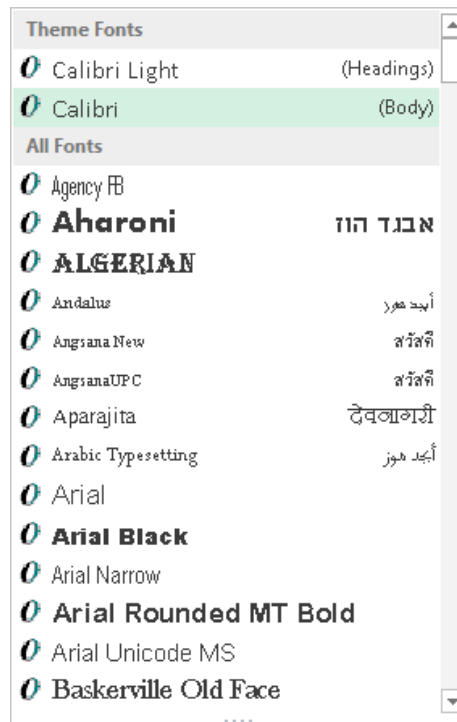 Theme Fonts
Calibri Light (Headings)
Calibri (Body)
All Fonts
Agency FB
Aharoni אבגד הוז
ALGERIAN
Andalus أبجد هوز
Angsana New สวัสดี
AngsanaUPC สวัสดี
Aparajita देवनागरी
Arabic Typesetting أبجد هوز
Arial
Arial Black
Arial Narrow
Arial Rounded MT Bold
Arial Unicode MS
Baskerville Old Face